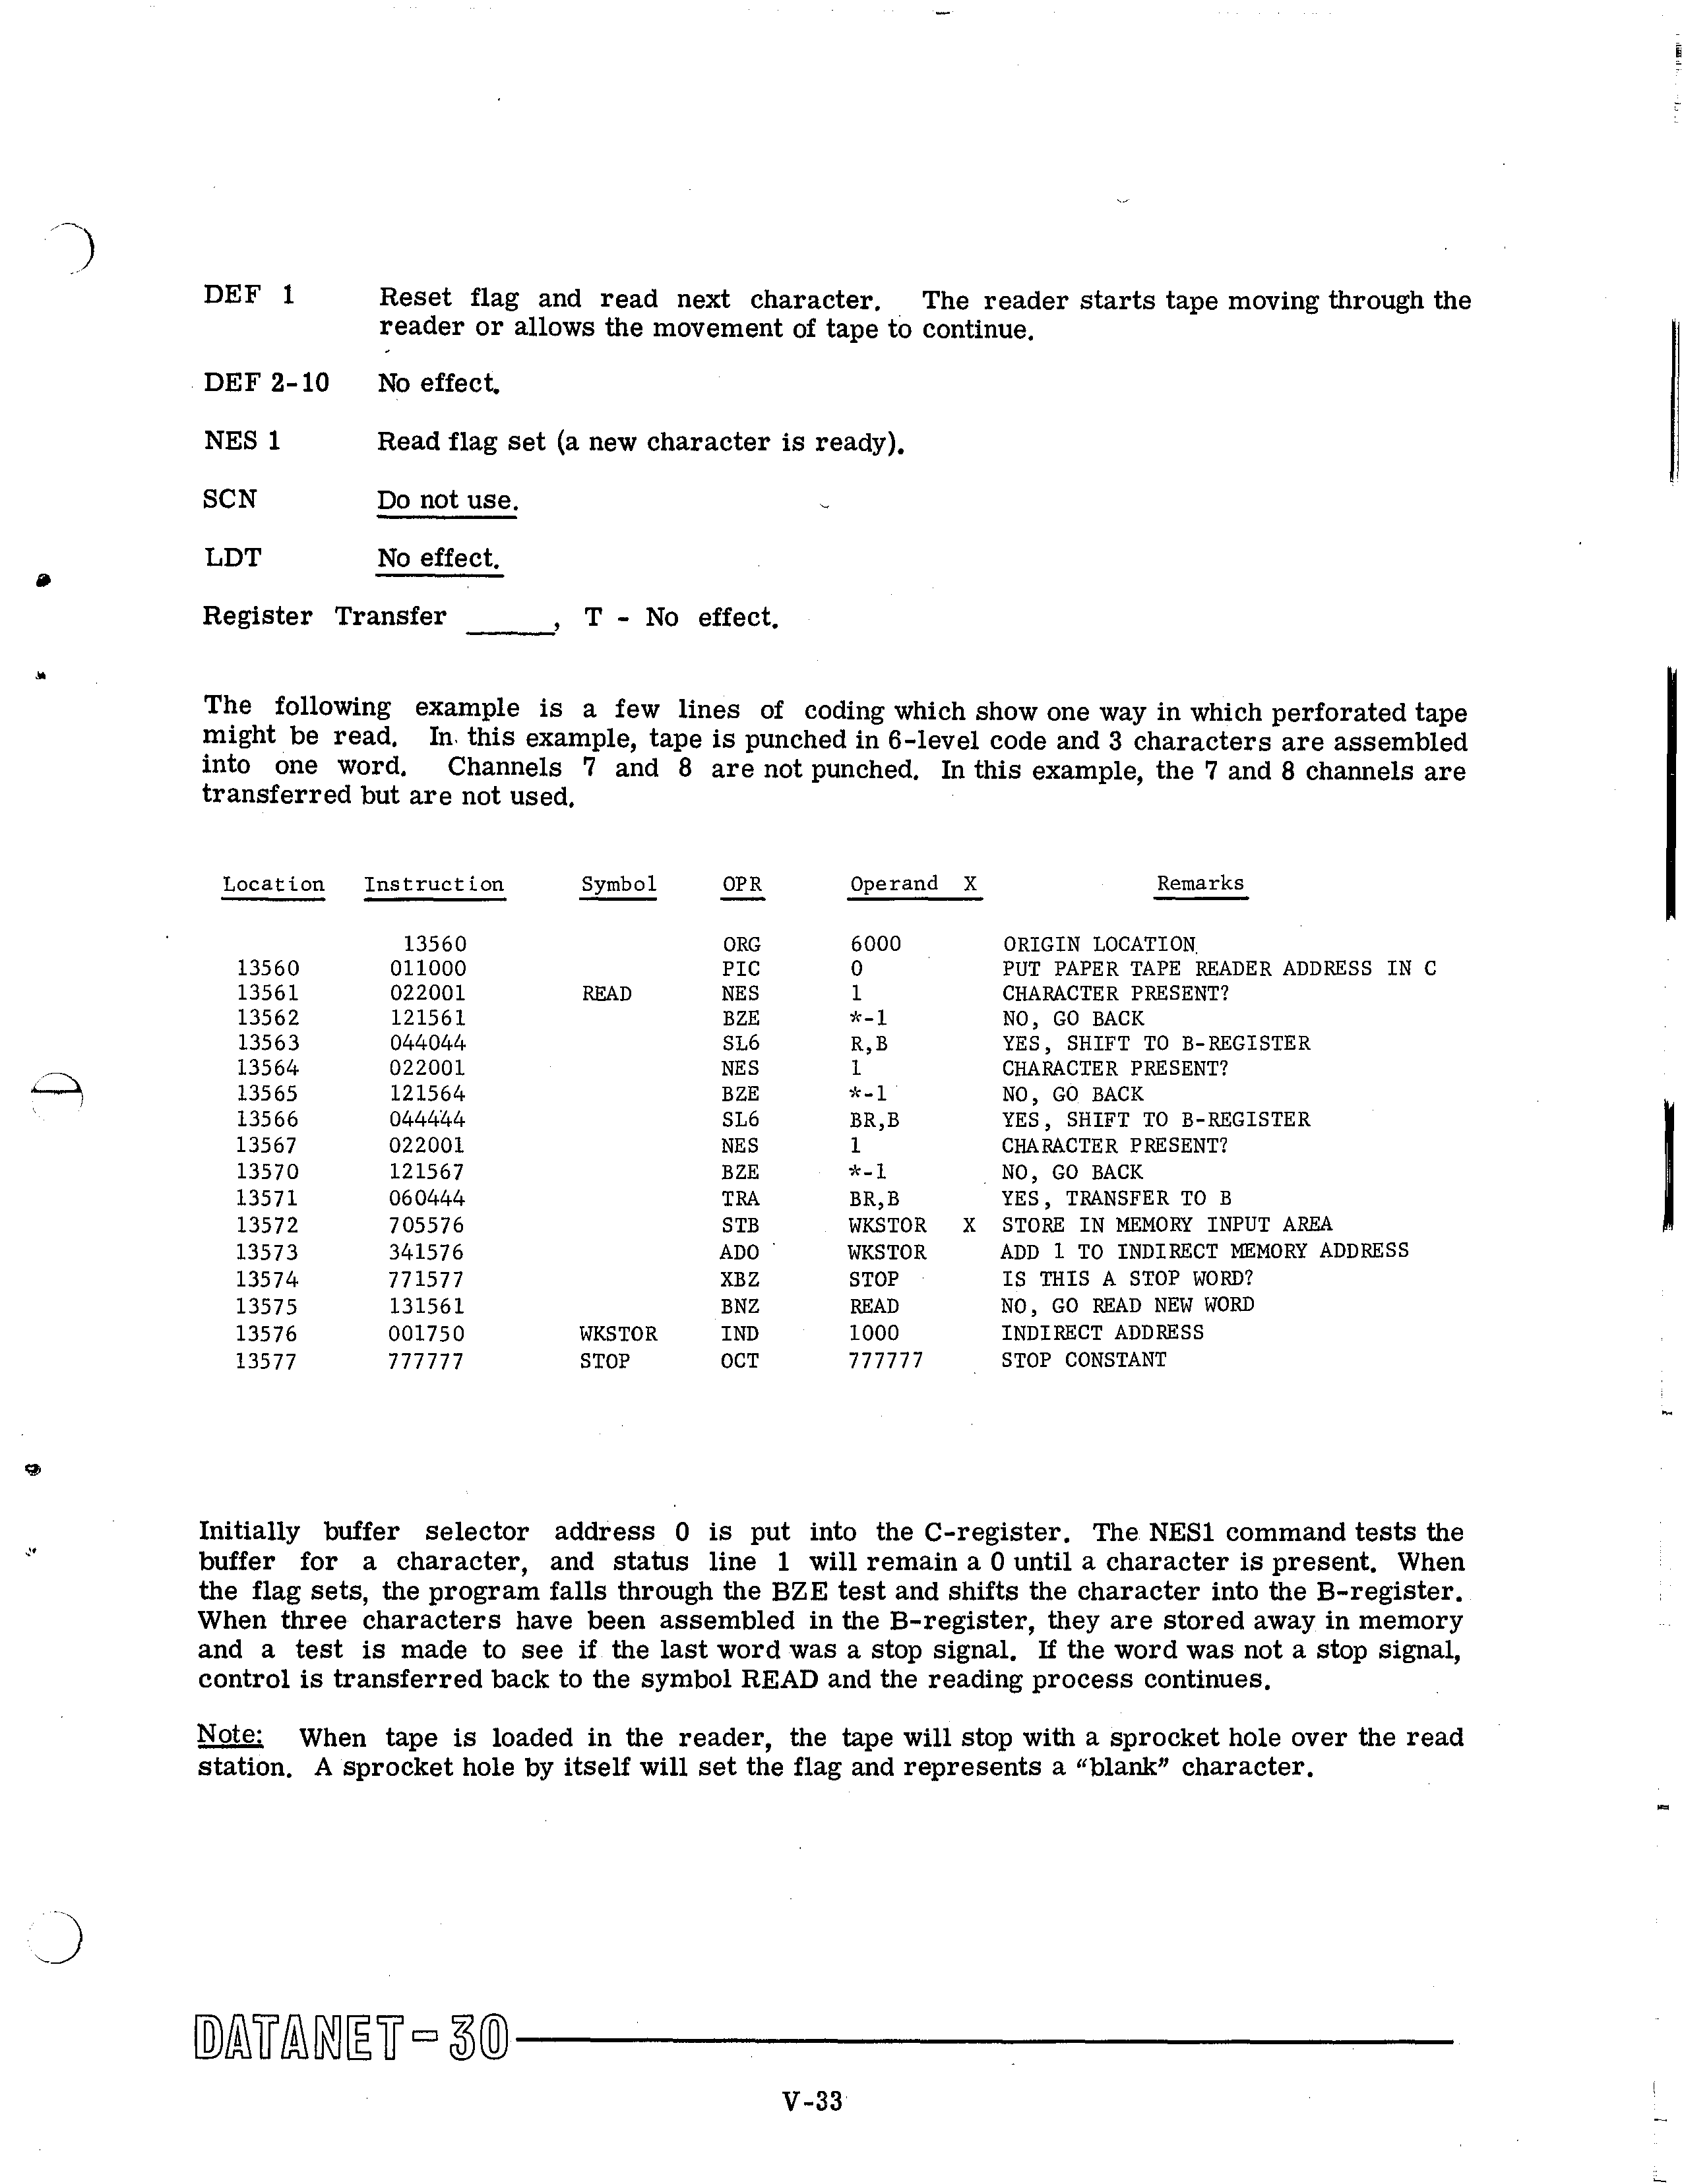 DEF 1 Reset flag and read next character. The reader starts tape moving through the
reader or allows the movement of tape to continue.
DEF 2-10 No effect.
NES 1 Read flag set (a new character is ready).
SCN Do not use.
LDT No effect.
Register Transfer _____, T - No effect.
The following example is a few lines of coding which show one way in which perforated tape
might be read. In this example, tape is punched in 6-level code and 3 characters are assembled
into one word. Channels 7 and 8 are not punched. In this example, the 7 and 8 channels are
transferred but are not used.
Location Instruction Symbol OPR Operand X Remarks
13560 ORG 6000 ORIGIN LOCATION
13560 011000 PIC 0 PUT PAPER TAPE READER ADDRESS IN C
13561 022001 READ NES 1 CHARACTER PRESENT?
13562 121561 BZE *-1 NO, GO BACK
13563 044044 SL6 R,B YES, SHIFT TO B-REGISTER
13564 022001 NES 1 CHARACTER PRESENT?
13565 121564 BZE *-1 NO, GO BACK
13566 044444 SL6 BR,B YES, SHIFT TO B-REGISTER
13567 022001 NES 1 CHARACTER PRESENT?
13570 121567 BZE *-1 NO, GO BACK
13571 060444 TRA BR,B YES, TRANSFER TO B
13572 705576 STB WKSTOR X STORE IN MEMORY INPUT AREA
13573 341576 ADO WKSTOR ADD 1 TO INDIRECT MEMORY ADDRESS
13574 771577 XBZ STOP IS THIS A STOP WORD?
13575 131561 BNZ READ NO, GO READ NEW WORD
13576 001750 WKSTOR IND 1000 INDIRECT ADDRESS
13577 777777 STOP OCT 777777 STOP CONSTANT
Initially buffer selector address 0 is put into the C-register. The NES1 command tests the
buffer for a character, and status line 1 will remain a 0 until a character is present. When
the flag sets, the program falls through the BZE test and shifts the character into the B-register.
When three characters have been assembled in the B-register, they are stored away in memory
and a test is made to see if the last word was a stop signal. If the word was not a stop signal,
control is transferred back to the symbol READ and the reading process continues.
Note: When tape is loaded in the reader, the tape will stop with a sprocket hole over the read
station. A sprocket hole by itself will set the flag and represents a “blank” character.
DATANET-30
V-33